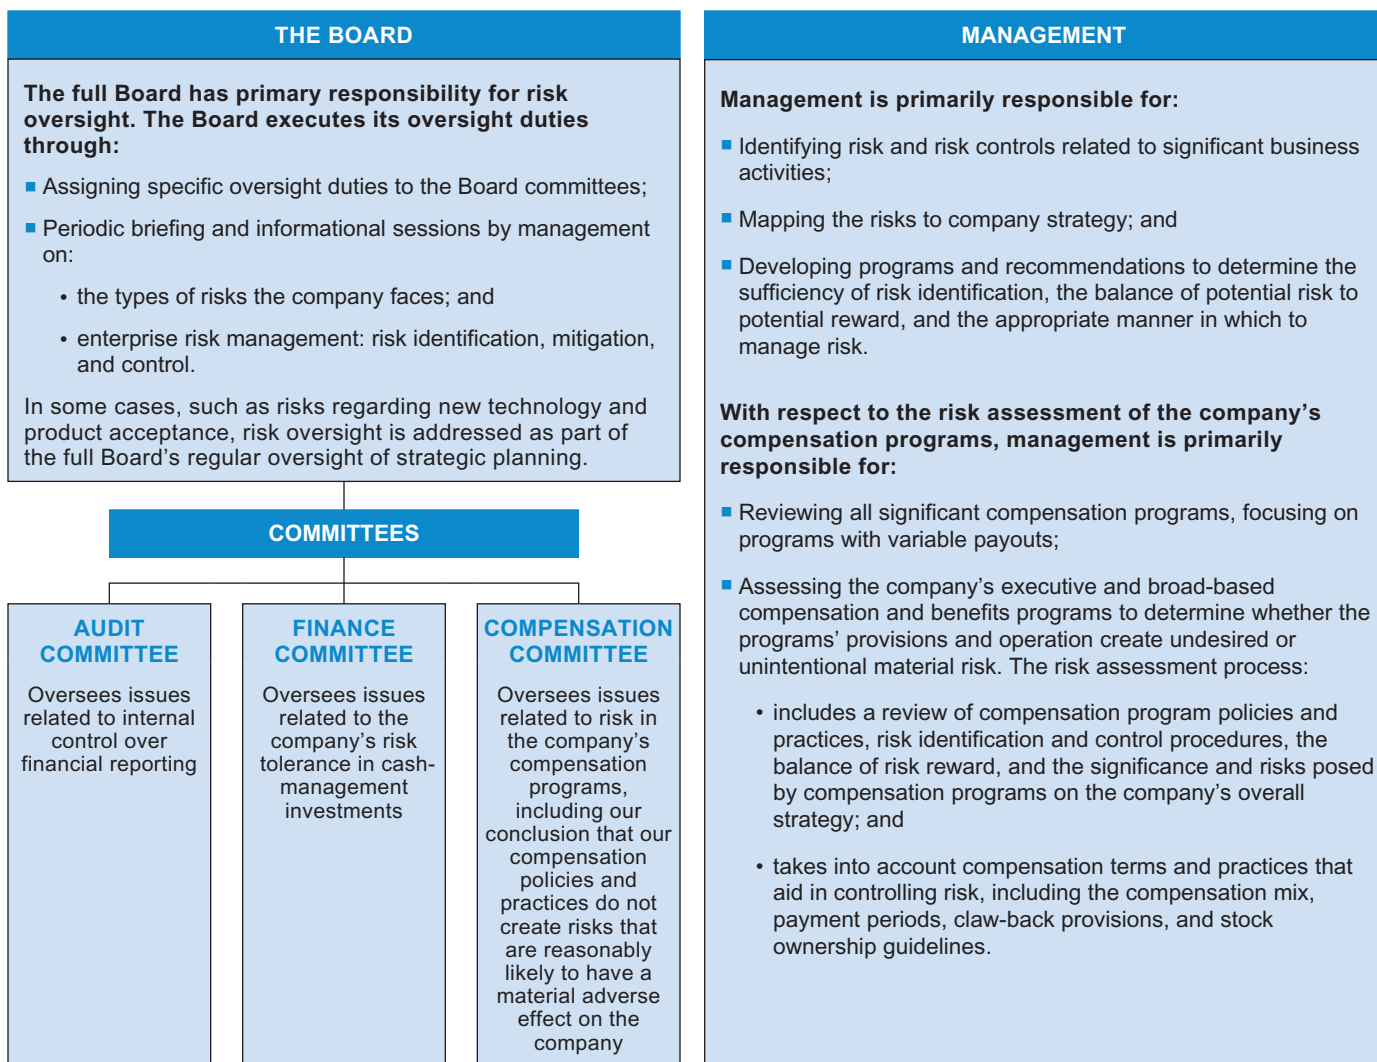 THE BOARD
The full Board has primary responsibility for risk
oversight. The Board executes its oversight duties
through:
■ Assigning specific oversight duties to the Board committees;
■ Periodic briefing and informational sessions by management
on:
• the types of risks the company faces; and
• enterprise risk management: risk identification, mitigation,
and control.
In some cases, such as risks regarding new technology and
product acceptance, risk oversight is addressed as part of
the full Board’s regular oversight of strategic planning.
COMMITTEES
AUDIT
COMMITTEE
Oversees issues
related to internal
control over
financial reporting
FINANCE
COMMITTEE
Oversees issues
related to the
company’s risk
tolerance in cash-
management
investments
COMPENSATION
COMMITTEE
Oversees issues
related to risk in
the company’s
compensation
programs,
including our
conclusion that our
compensation
policies and
practices do not
create risks that
are reasonably
likely to have a
material adverse
effect on the
company
MANAGEMENT
Management is primarily responsible for:
■ Identifying risk and risk controls related to significant business
activities;
■ Mapping the risks to company strategy; and
■ Developing programs and recommendations to determine the
sufficiency of risk identification, the balance of potential risk to
potential reward, and the appropriate manner in which to
manage risk.
With respect to the risk assessment of the company’s
compensation programs, management is primarily
responsible for:
■ Reviewing all significant compensation programs, focusing on
programs with variable payouts;
■ Assessing the company’s executive and broad-based
compensation and benefits programs to determine whether the
programs’ provisions and operation create undesired or
unintentional material risk. The risk assessment process:
• includes a review of compensation program policies and
practices, risk identification and control procedures, the
balance of risk reward, and the significance and risks posed
by compensation programs on the company’s overall
strategy; and
• takes into account compensation terms and practices that
aid in controlling risk, including the compensation mix,
payment periods, claw-back provisions, and stock
ownership guidelines.